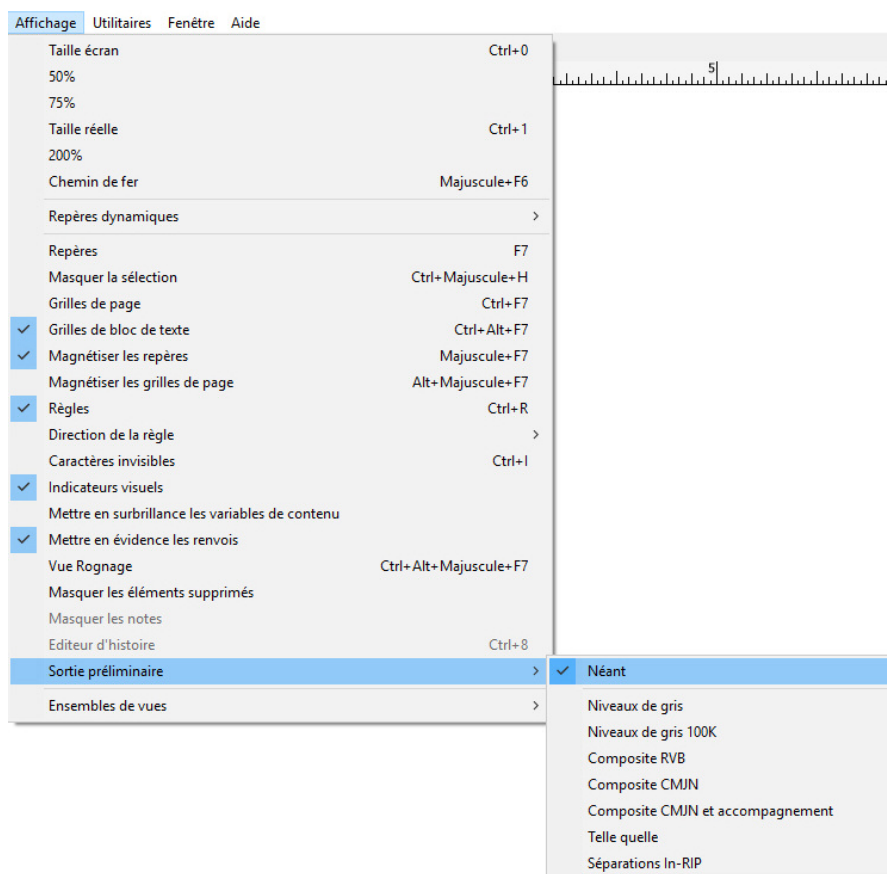 Affichage Utilitaires Fenêtre Aide
Taille écran Ctrl+0
50%
5
75%
Taille réelle Ctrl+1
200%
Chemin de fer Majuscule+F6
Repères dynamiques
Repères F7
Masquer la sélection Ctrl+Majuscule+H
Grilles de page Ctrl+F7
Grilles de bloc de texte Ctrl+Alt+F7
Magnétiser les repères Majuscule+F7
Magnétiser les grilles de page Alt+Majuscule+F7
Règles Ctrl+R
Direction de la règle
Caractères invisibles Ctrl+I
Indicateurs visuels
Mettre en surbrillance les variables de contenu
Mettre en évidence les renvois
Vue Rognage Ctrl+Alt+Majuscule+F7
Masquer les éléments supprimés
Masquer les notes
Editeur d'histoire Ctrl+8
Sortie préliminaire
Ensembles de vues
Néant
Niveaux de gris
Niveaux de gris 100K
Composite RVB
Composite CMJN
Composite CMJN et accompagnement
Telle quelle
Séparations In-RIP